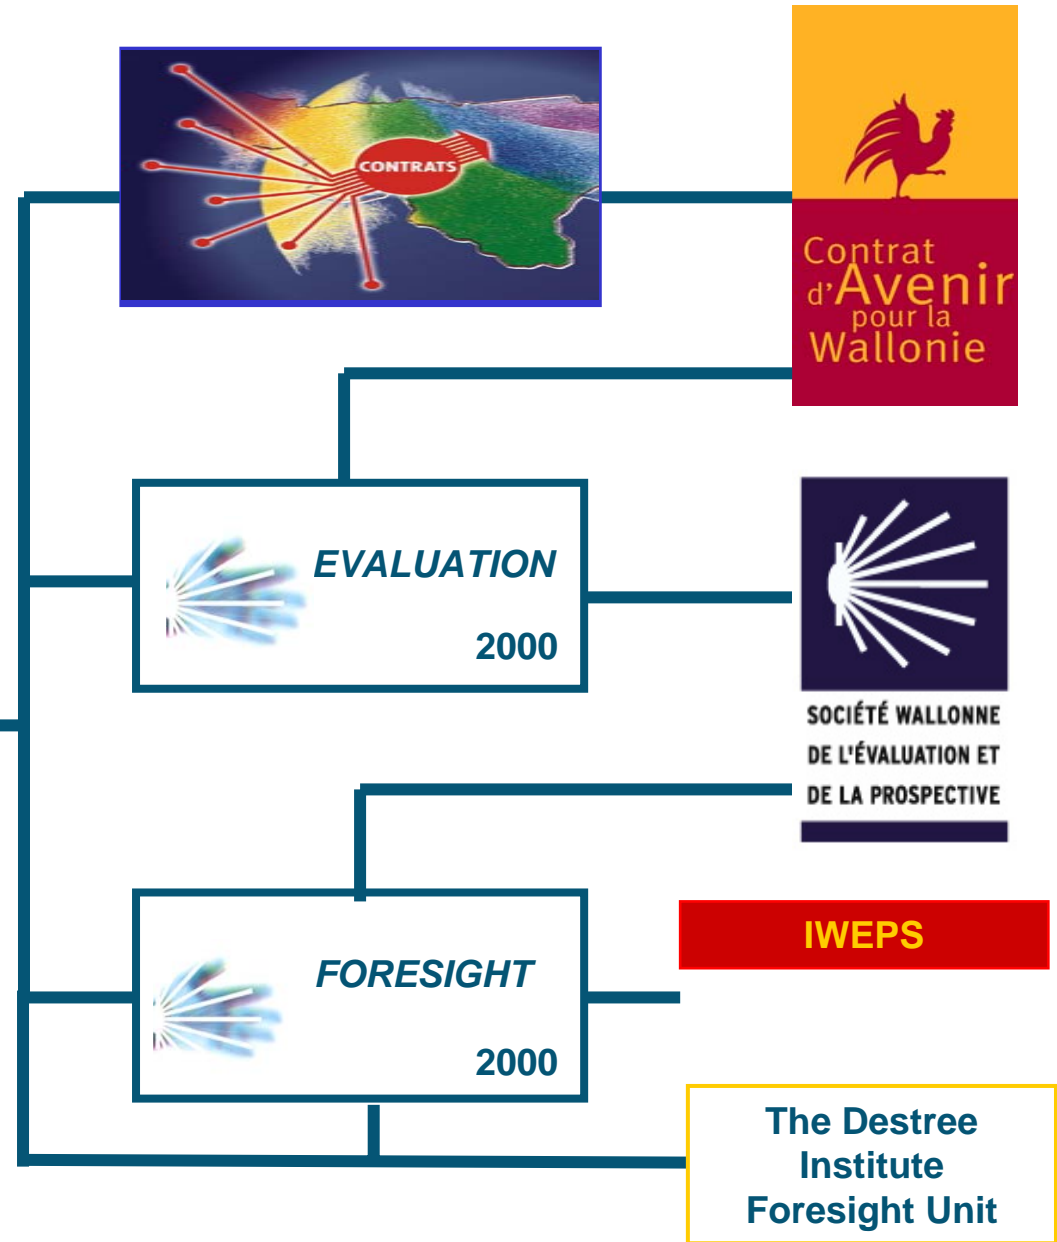 CONTRATS
Contrat
d'Avenir
pour la
Wallonie
EVALUATION
2000
SOCIÉTÉ WALLONNE
DE L'ÉVALUATION ET
DE LA PROSPECTIVE
FORESIGHT
2000
IWEPS
The Destree
Institute
Foresight Unit